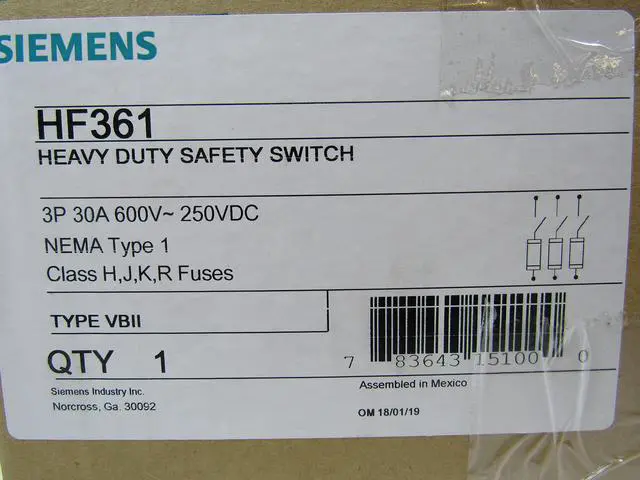 SIEMENS
HF361
HEAVY DUTY SAFETY SWITCH
3P 30A 600V~ 250VDC
NEMA Type 1
Class H,J,K,R Fuses
TYPE VBII
QTY 1
7 83643 15100 0
Siemens Industry Inc.
Norcross, Ga. 30092
Assembled in Mexico
OM 18/01/19